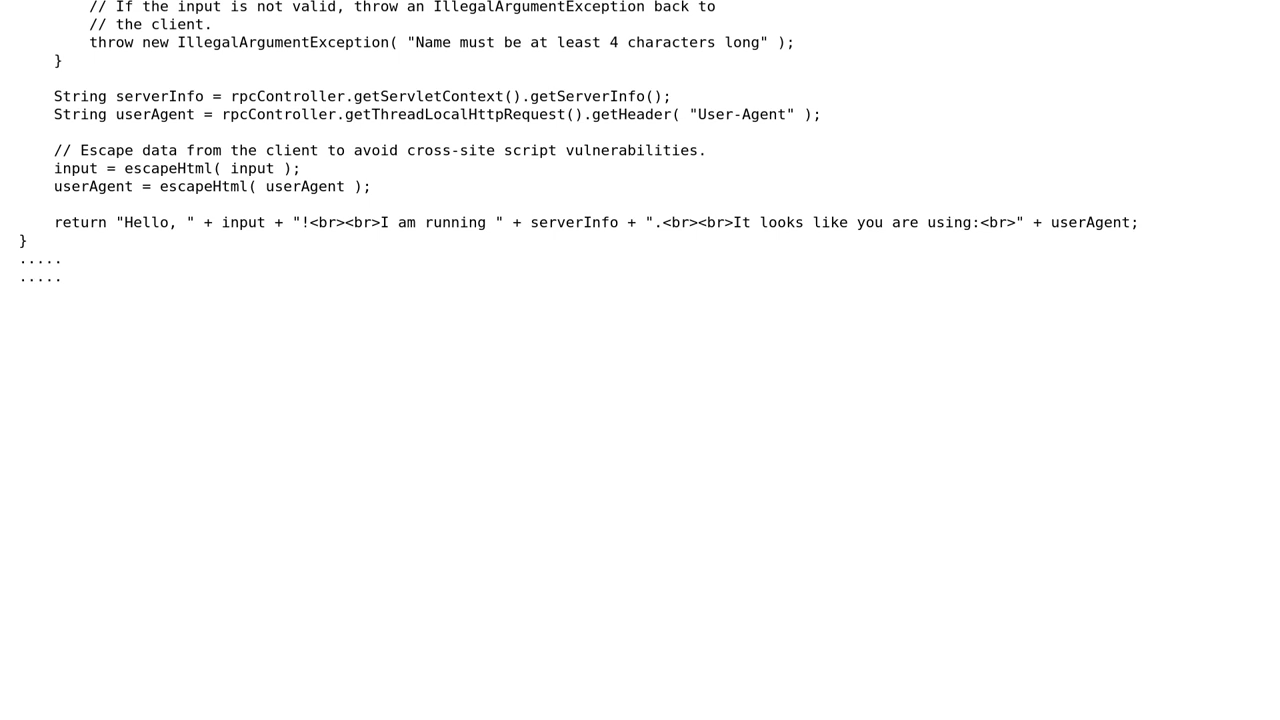 // If the input is not valid, throw an IllegalArgumentException back to
        // the client.
        throw new IllegalArgumentException( "Name must be at least 4 characters long" );
    }

    String serverInfo = rpcController.getServletContext().getServerInfo();
    String userAgent = rpcController.getThreadLocalHttpRequest().getHeader( "User-Agent" );

    // Escape data from the client to avoid cross-site script vulnerabilities.
    input = escapeHtml( input );
    userAgent = escapeHtml( userAgent );

    return "Hello, " + input + "!<br><br>I am running " + serverInfo + ".<br><br>It looks like you are using:<br>" + userAgent;
}
.....
.....